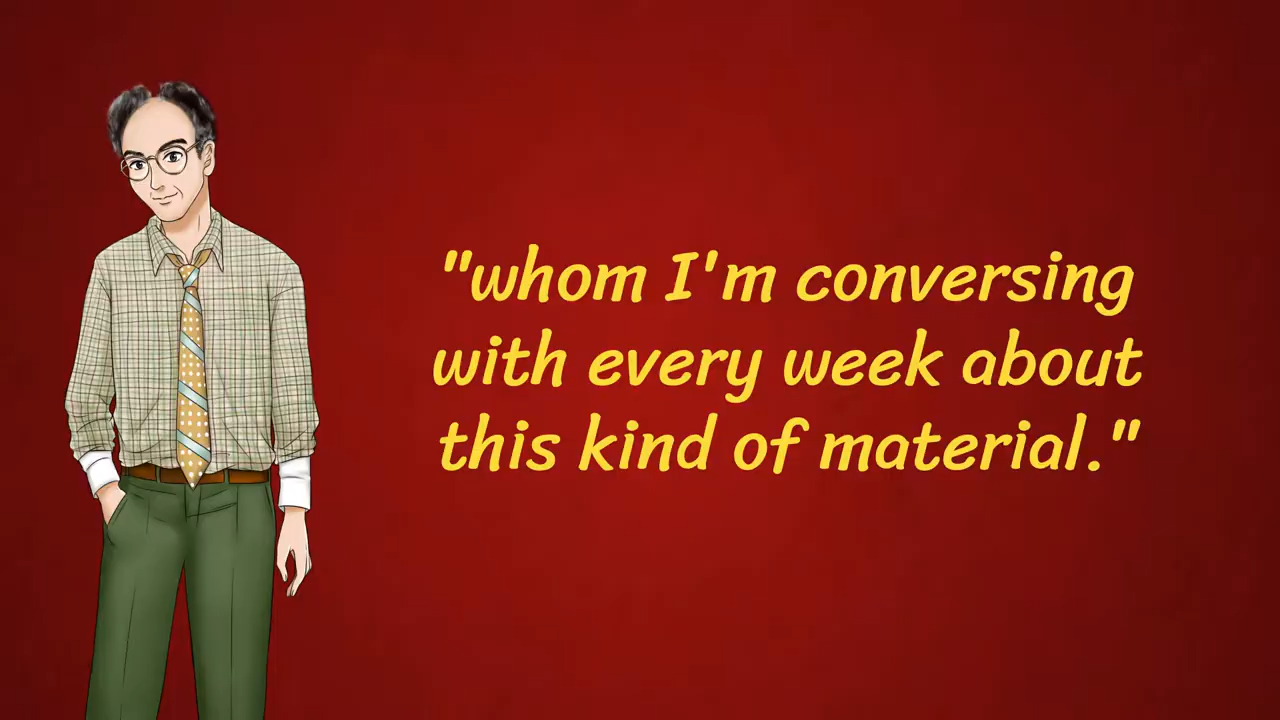 "whom I'm conversing
with every week about
this kind of material."